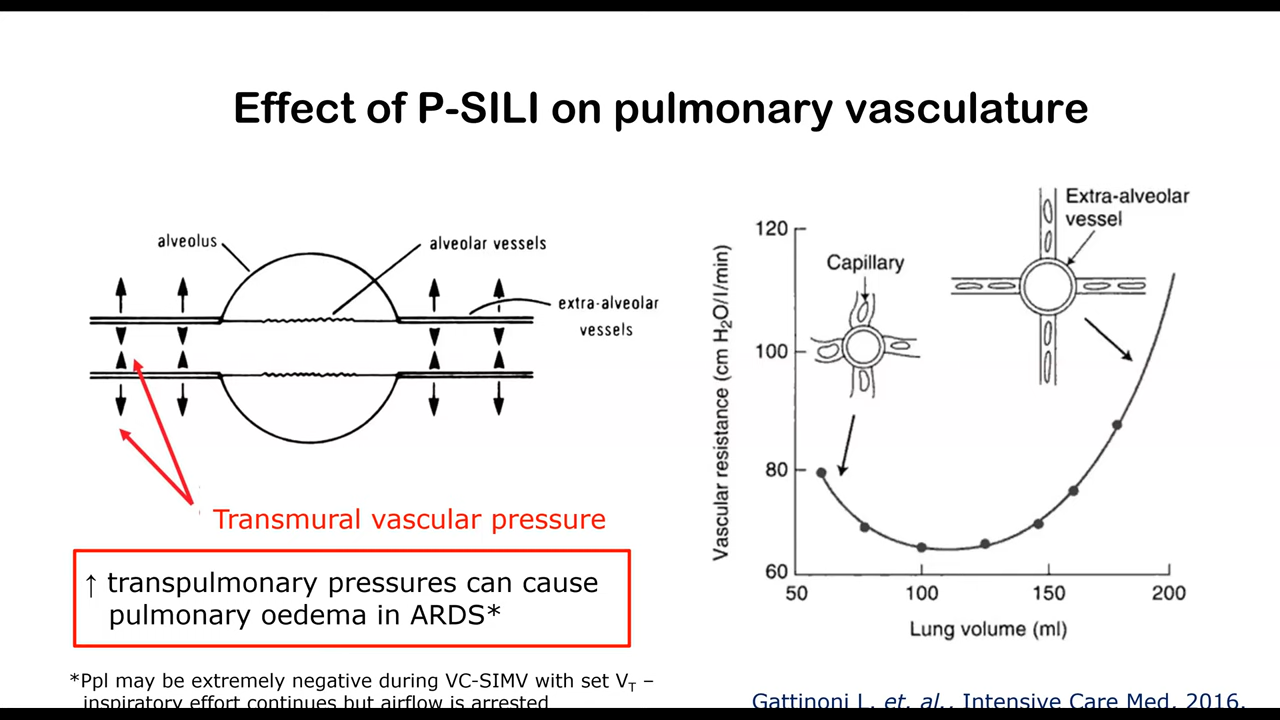 Effect of P-SILI on pulmonary vasculature
alveolus
alveolar vessels
extra-alveolar
vessels
Transmural vascular pressure
↑ transpulmonary pressures can cause
pulmonary oedema in ARDS*
*Ppl may be extremely negative during VC-SIMV with set VT –
inspiratory effort continues but airflow is arrested
Extra-alveolar
vessel
Capillary
Vascular resistance (cm H2O/l/min)
120
100
80
60
50
100
150
200
Lung volume (ml)
Gattinoni L. et. al., Intensive Care Med, 2016.